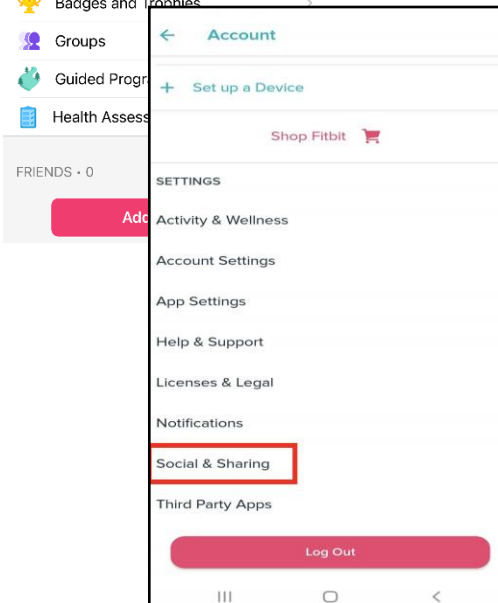 Badges and Trophies
Groups
Guided Progr
Health Assess
FRIENDS • 0
Add
Account
+ Set up a Device
Shop Fitbit
SETTINGS
Activity & Wellness
Account Settings
App Settings
Help & Support
Licenses & Legal
Notifications
Social & Sharing
Third Party Apps
Log Out